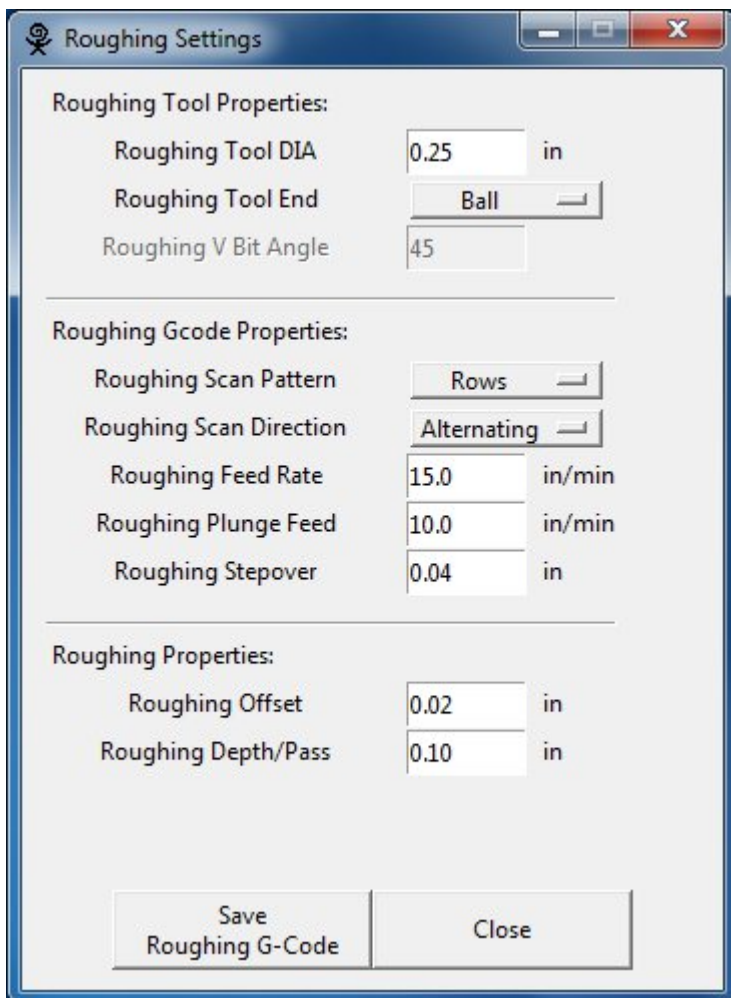 Roughing Settings
Roughing Tool Properties:
Roughing Tool DIA 0.25 in
Roughing Tool End Ball
Roughing V Bit Angle 45
Roughing Gcode Properties:
Roughing Scan Pattern Rows
Roughing Scan Direction Alternating
Roughing Feed Rate 15.0 in/min
Roughing Plunge Feed 10.0 in/min
Roughing Stepover 0.04 in
Roughing Properties:
Roughing Offset 0.02 in
Roughing Depth/Pass 0.10 in
Save
Roughing G-Code
Close